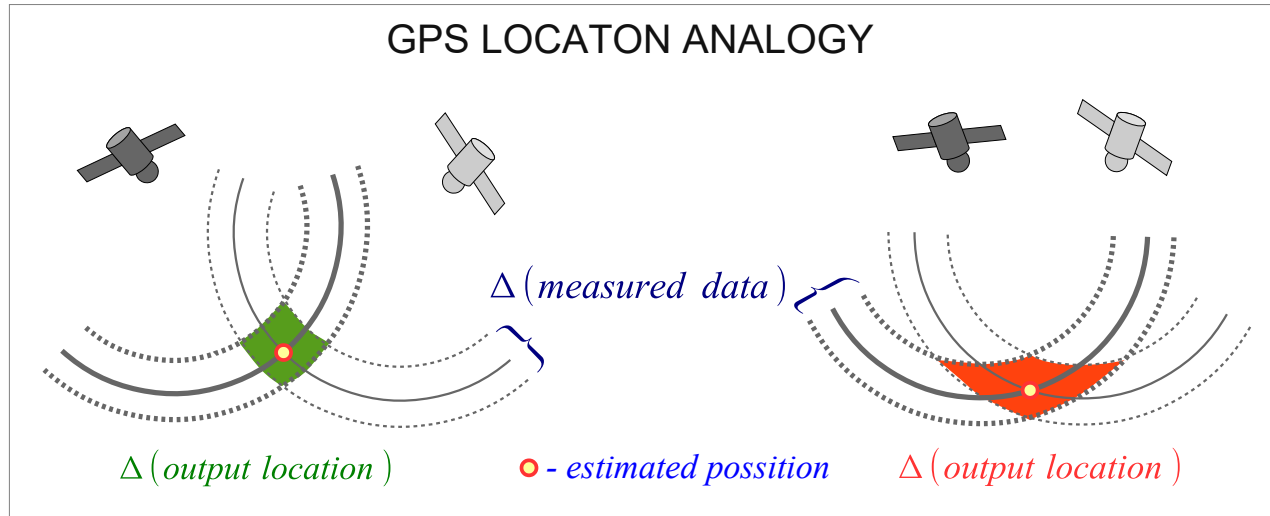 GPS LOCATON ANALOGY
Δ(measured data)
Δ(output location)
- estimated possition
Δ(output location)